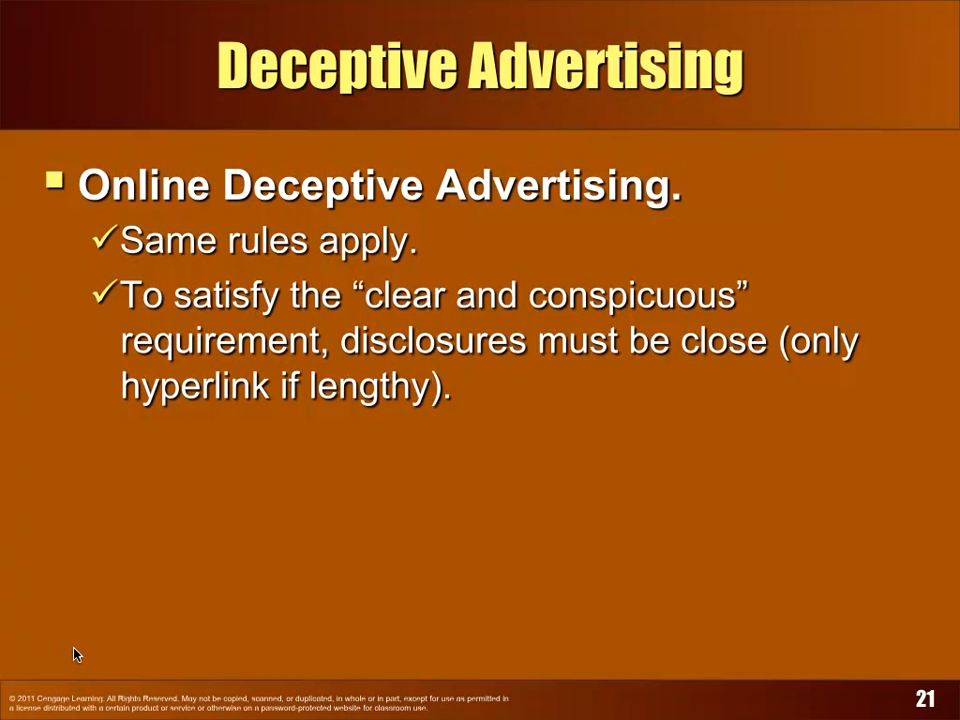 Deceptive Advertising
Online Deceptive Advertising.
Same rules apply.
To satisfy the “clear and conspicuous”
requirement, disclosures must be close (only
hyperlink if lengthy).
© 2011 Cengage Learning. All Rights Reserved. May not be copied, scanned, or duplicated, in whole or in part, except for use as permitted in
a license distributed with a certain product or service or otherwise on a password-protected website for classroom use.
21